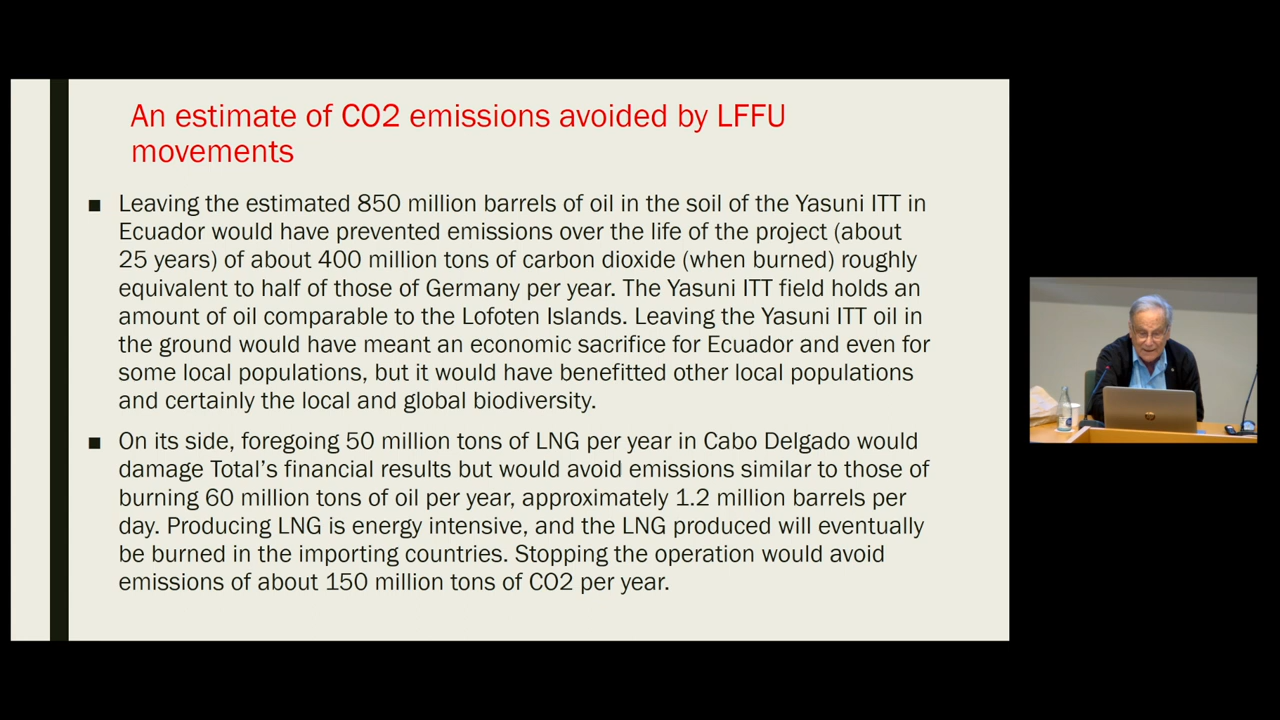 An estimate of CO2 emissions avoided by LFFU
movements
■ Leaving the estimated 850 million barrels of oil in the soil of the Yasuni ITT in
Ecuador would have prevented emissions over the life of the project (about
25 years) of about 400 million tons of carbon dioxide (when burned) roughly
equivalent to half of those of Germany per year. The Yasuni ITT field holds an
amount of oil comparable to the Lofoten Islands. Leaving the Yasuni ITT oil in
the ground would have meant an economic sacrifice for Ecuador and even for
some local populations, but it would have benefitted other local populations
and certainly the local and global biodiversity.
■ On its side, foregoing 50 million tons of LNG per year in Cabo Delgado would
damage Total's financial results but would avoid emissions similar to those of
burning 60 million tons of oil per year, approximately 1.2 million barrels per
day. Producing LNG is energy intensive, and the LNG produced will eventually
be burned in the importing countries. Stopping the operation would avoid
emissions of about 150 million tons of CO2 per year.